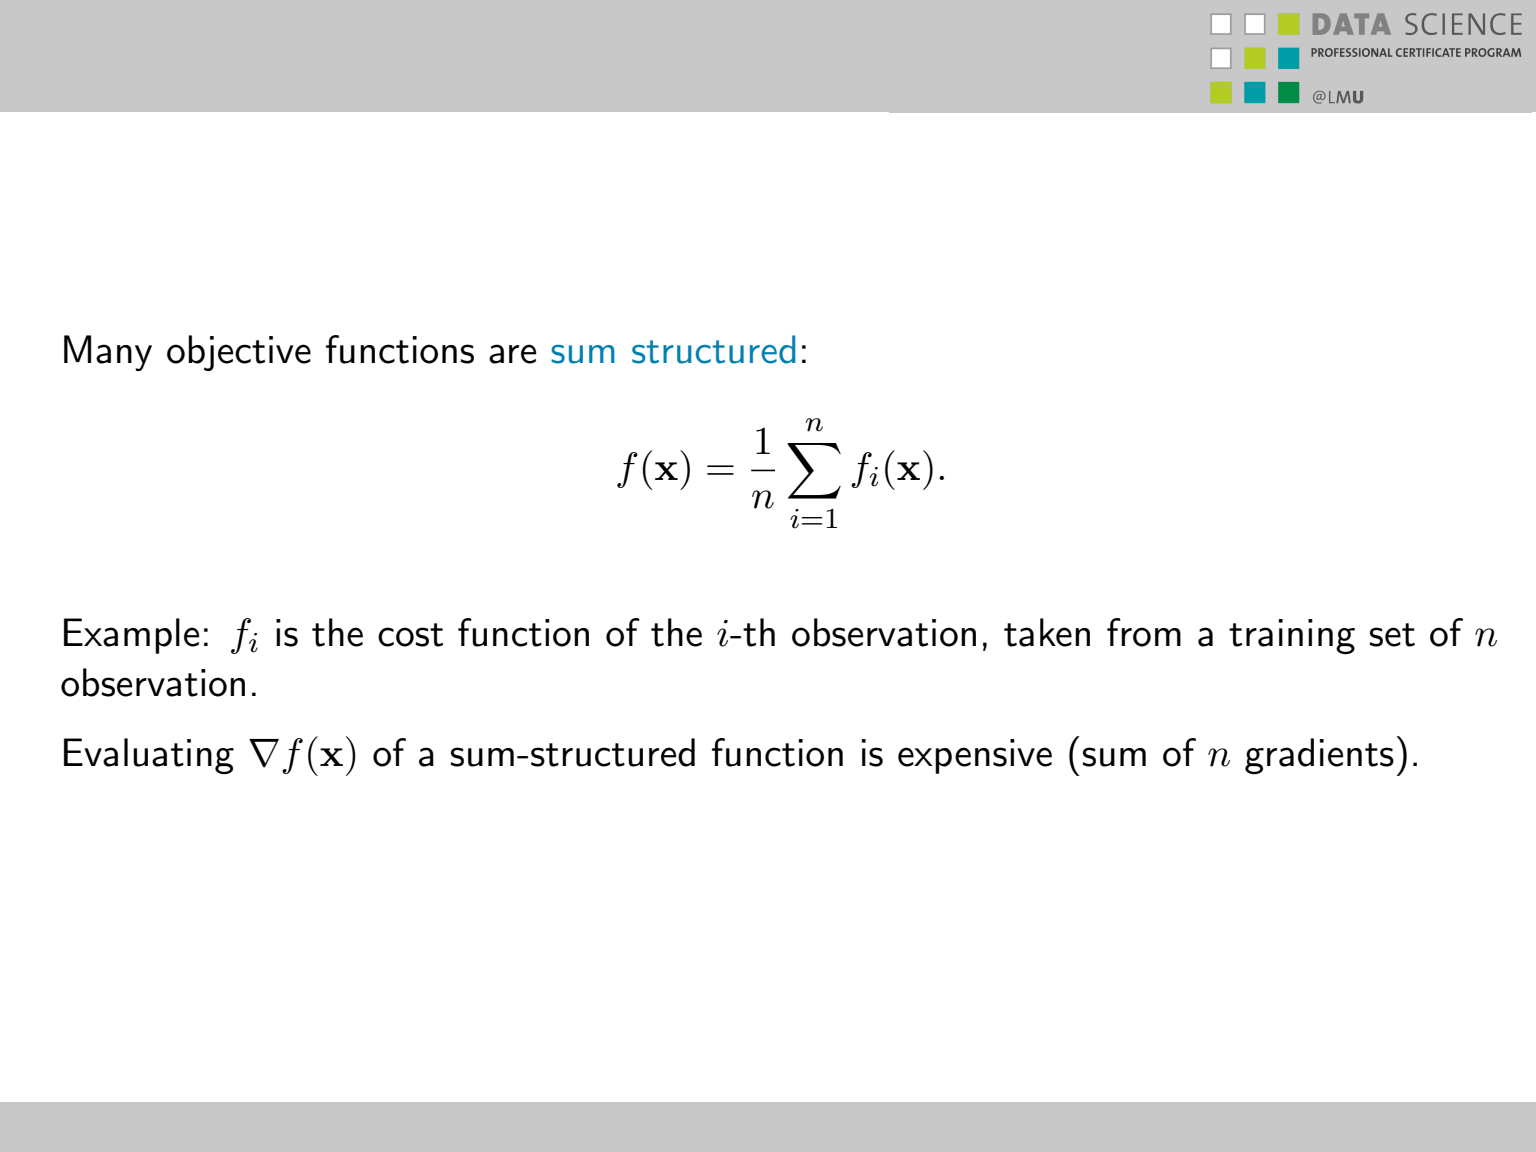 DATA SCIENCE
PROFESSIONAL CERTIFICATE PROGRAM
@LMU
Many objective functions are sum structured:
f(x) = \frac{1}{n} \sum_{i=1}^{n} f_i(x).
Example: f_i is the cost function of the i-th observation, taken from a training set of n
observation.
Evaluating ∇f(x) of a sum-structured function is expensive (sum of n gradients).